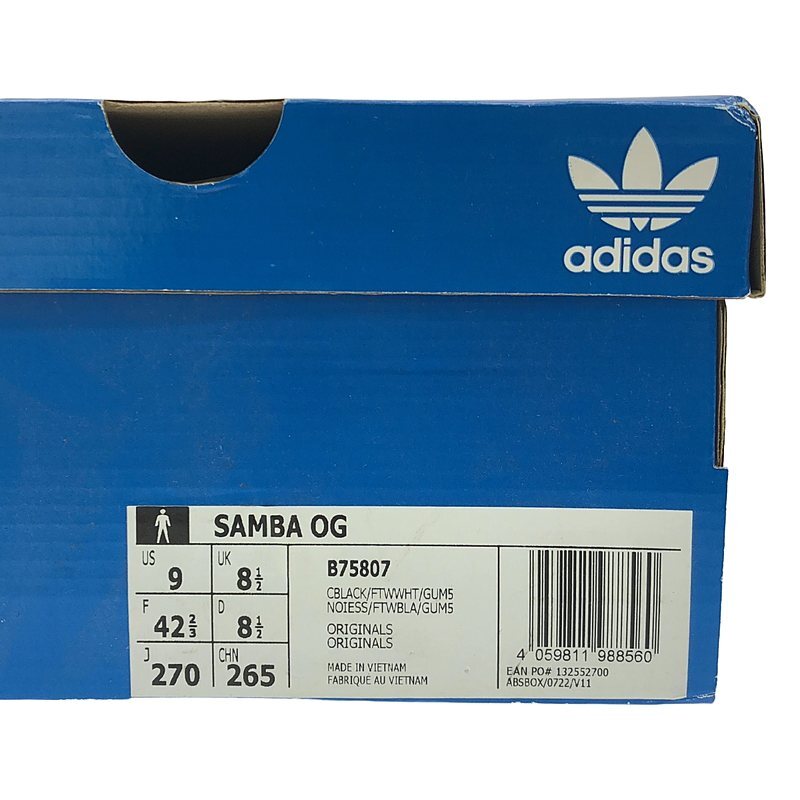 adidas
SAMBA OG
US 9 UK 8½
F 42⅔ D 8½
J 270 CHN 265
B75807
CBLACK/FTWWHT/GUM5
NOIESS/FTWBLA/GUM5
ORIGINALS
ORIGINALS
MADE IN VIETNAM
FABRIQUE AU VIETNAM
4 059811 988560
EAN PO# 132552700
ABSBOX/0722/V11